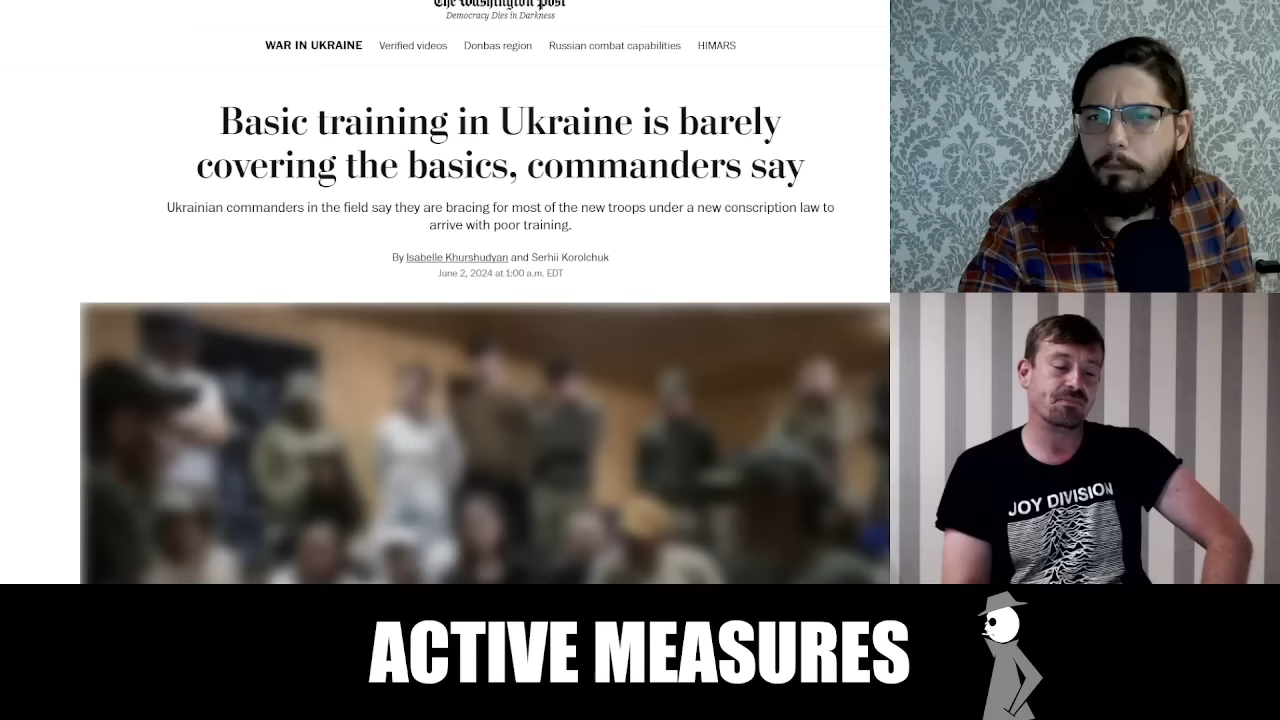 The Washington Post
Democracy Dies in Darkness
WAR IN UKRAINE Verified videos Donbas region Russian combat capabilities HIMARS
Basic training in Ukraine is barely
covering the basics, commanders say
Ukrainian commanders in the field say they are bracing for most of the new troops under a new conscription law to
arrive with poor training.
By Isabelle Khurshudyan and Serhii Korolchuk
June 2, 2024 at 1:00 a.m. EDT
JOY DIVISION
ACTIVE MEASURES